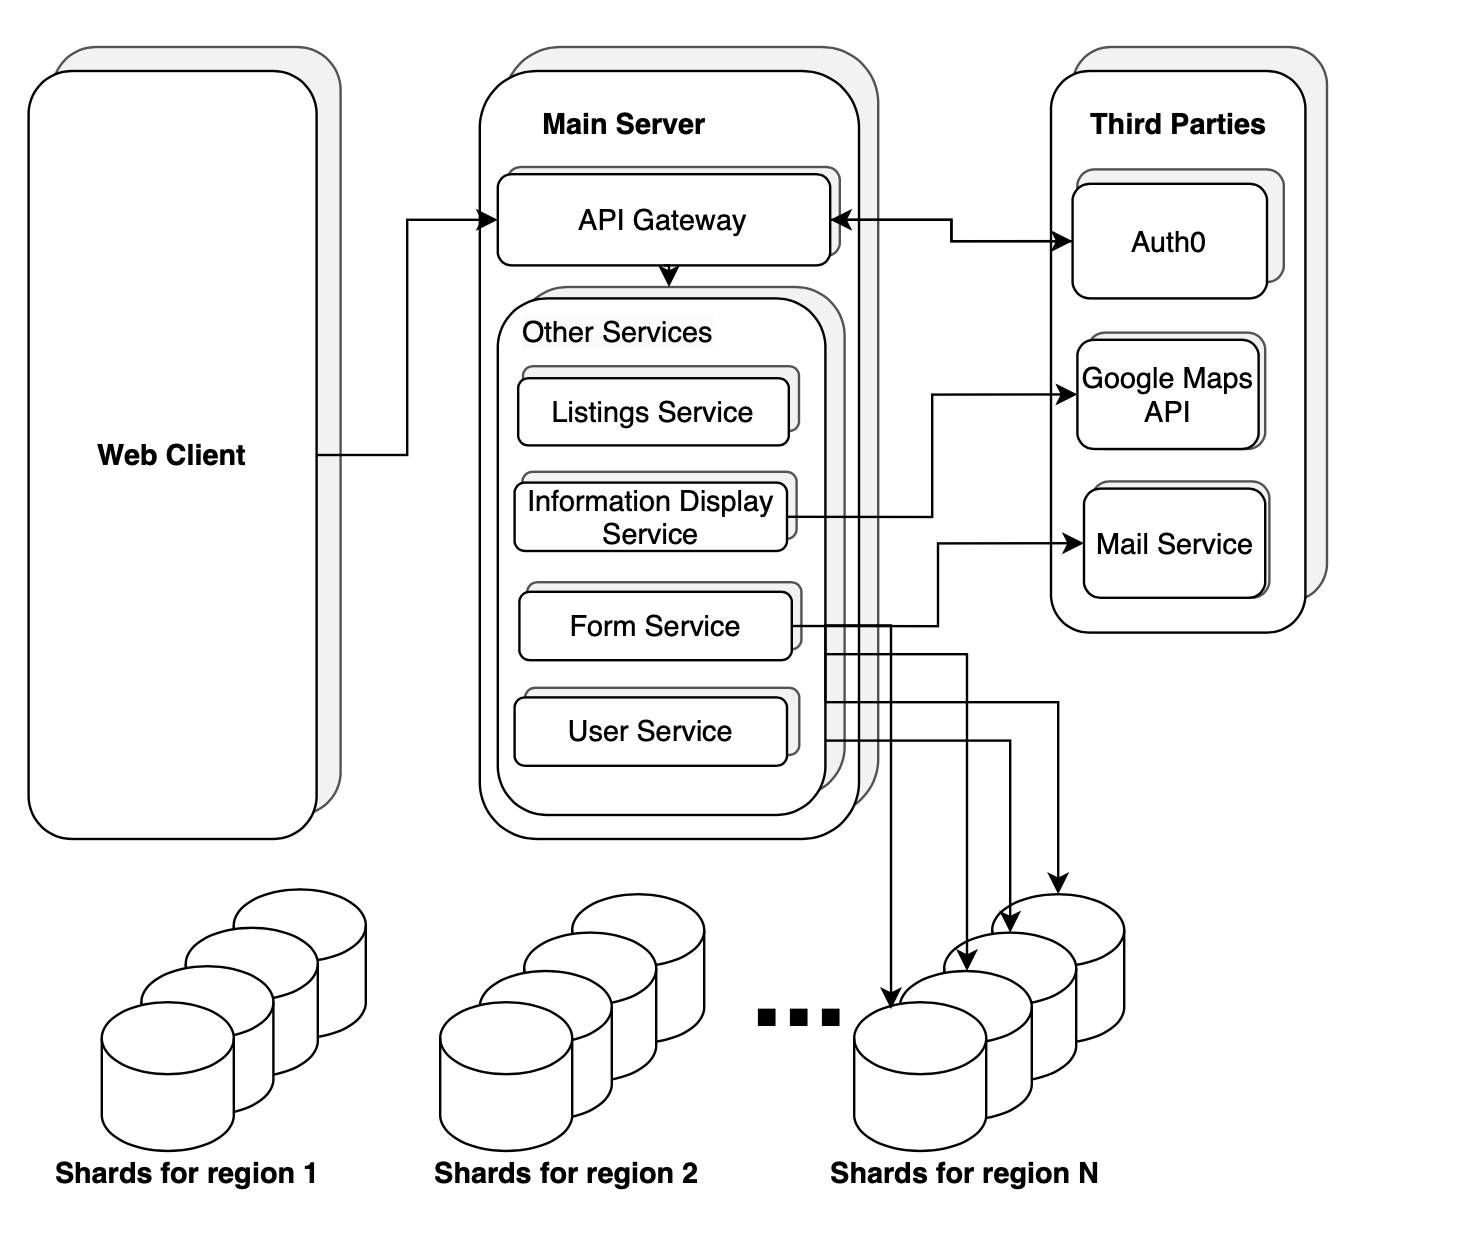 Web Client
Main Server
API Gateway
Other Services
Listings Service
Information Display
Service
Form Service
User Service
Third Parties
Auth0
Google Maps
API
Mail Service
Shards for region 1
Shards for region 2
Shards for region N